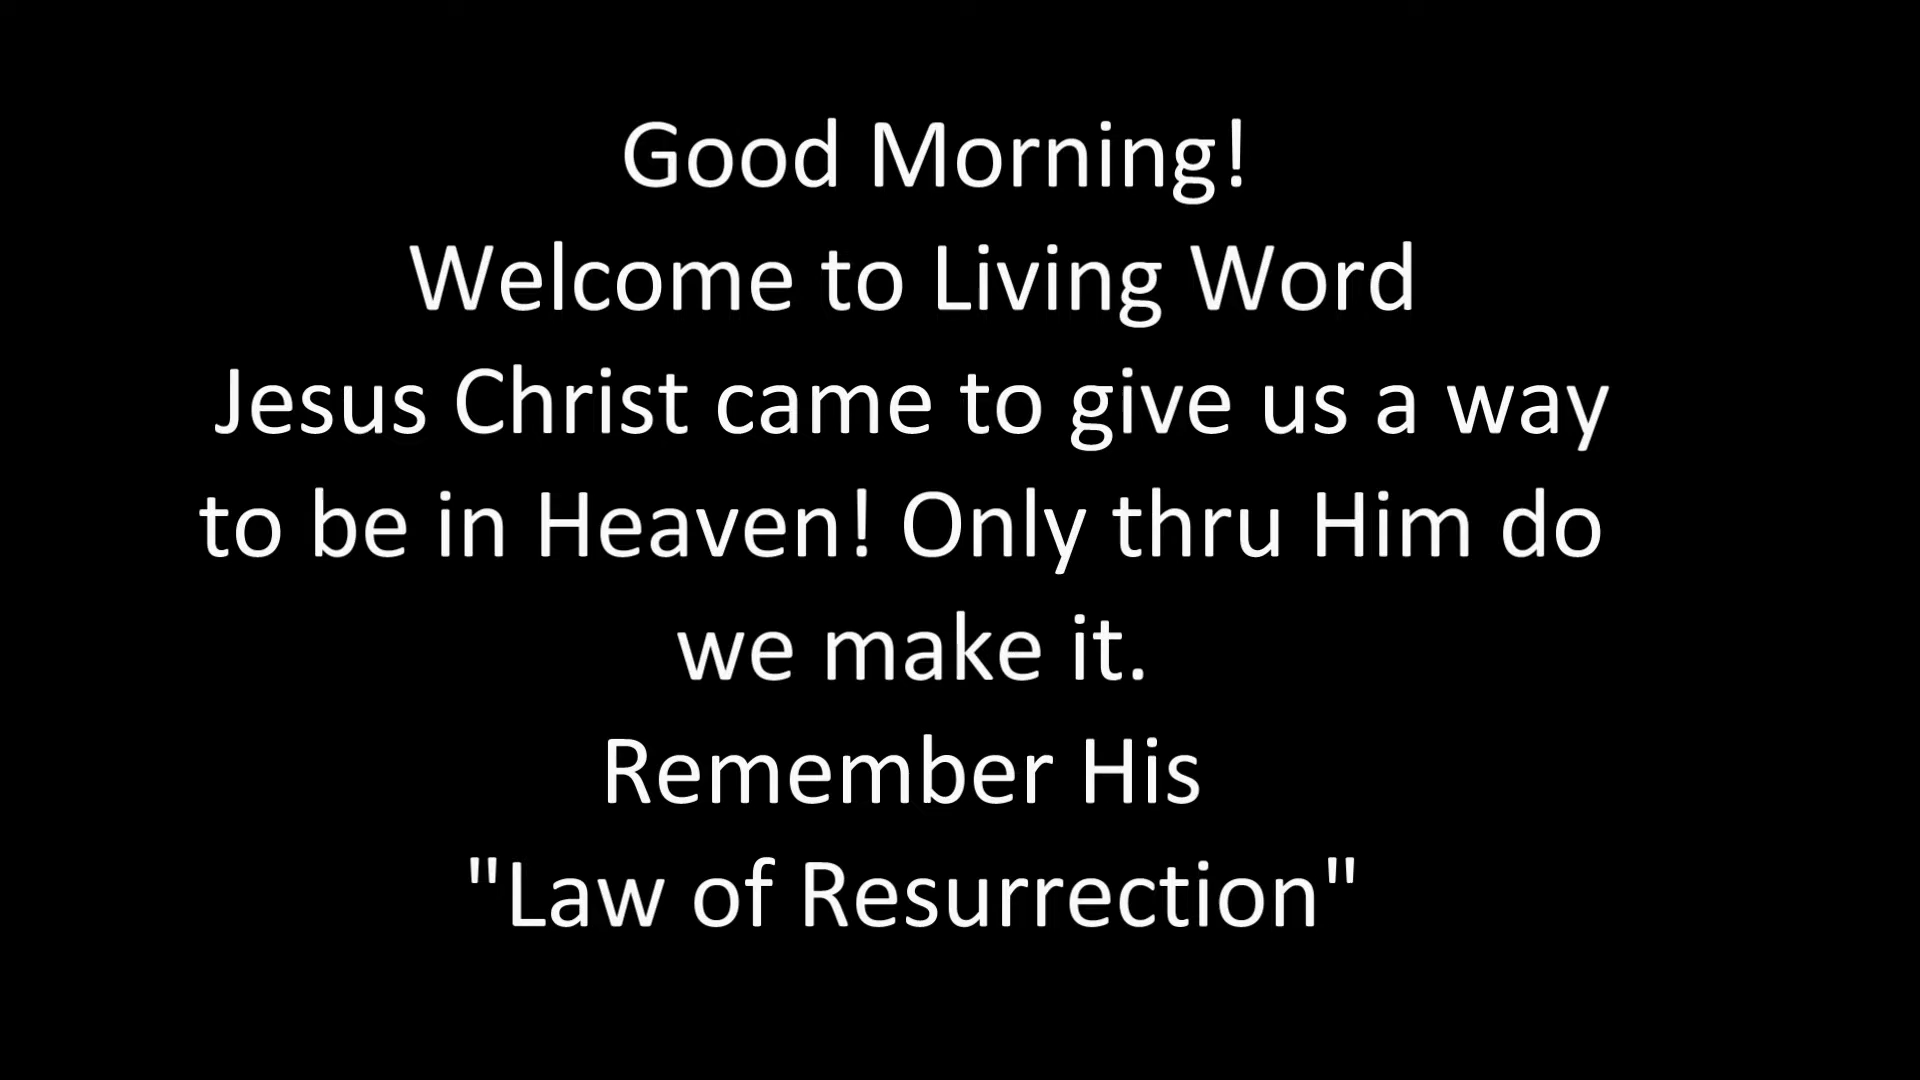 Good Morning!
Welcome to Living Word
Jesus Christ came to give us a way
to be in Heaven! Only thru Him do
we make it.
Remember His
"Law of Resurrection"